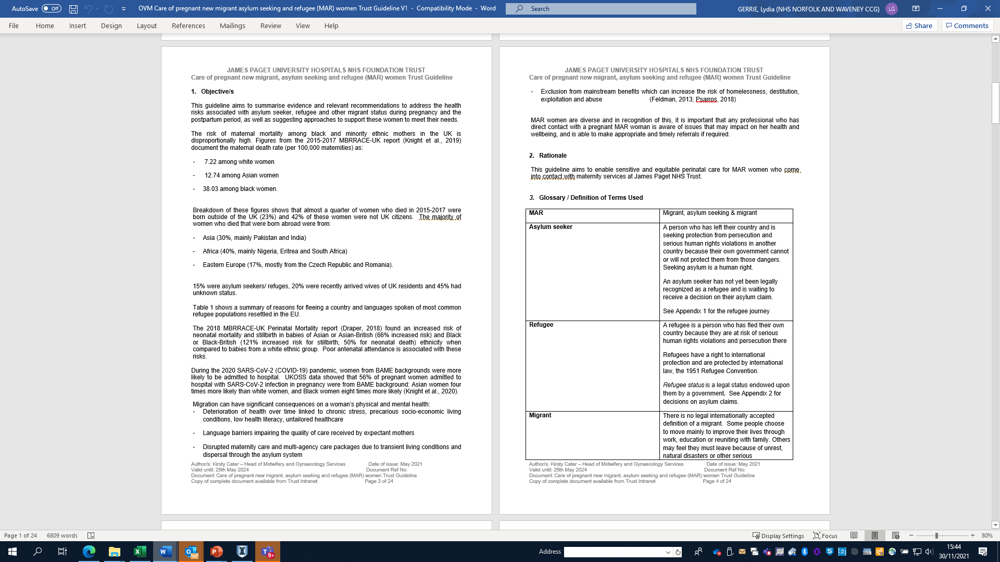 AutoSave Off
OVM Care of pregnant new migrant asylum seeking and refugee (MAR) women Trust Guideline V1 - Compatibility Mode - Word
Search
GERRIE, Lydia (NHS NORFOLK AND WAVENEY CCG) LG
File Home Insert Design Layout References Mailings Review View Help
Share Comments
JAMES PAGET UNIVERSITY HOSPITALS NHS FOUNDATION TRUST
Care of pregnant new migrant, asylum seeking and refugee (MAR) women Trust Guideline
1. Objective/s
This guideline aims to summarise evidence and relevant recommendations to address the health
risks associated with asylum seeker, refugee and other migrant status during pregnancy and the
postpartum period, as well as suggesting approaches to support these women to meet their needs.
The risk of maternal mortality among black and minority ethnic mothers in the UK is
disproportionally high. Figures from the 2015-2017 MBRRACE-UK report (Knight et al., 2019)
document the maternal death rate (per 100,000 maternities) as:
- 7.22 among white women
- 12.74 among Asian women
- 38.03 among black women.
Breakdown of these figures shows that almost a quarter of women who died in 2015-2017 were
born outside of the UK (23%) and 42% of these women were not UK citizens. The majority of
women who died that were born abroad were from:
- Asia (30%, mainly Pakistan and India)
- Africa (40%, mainly Nigeria, Eritrea and South Africa)
- Eastern Europe (17%, mostly from the Czech Republic and Romania).
15% were asylum seekers/ refuges, 20% were recently arrived wives of UK residents and 45% had
unknown status.
Table 1 shows a summary of reasons for fleeing a country and languages spoken of most common
refugee populations resettled in the EU.
The 2018 MBRRACE-UK Perinatal Mortality report (Draper, 2018) found an increased risk of
neonatal mortality and stillbirth in babies of Asian or Asian-British (66% increased risk) and Black
or Black-British (121% increased risk for stillbirth, 50% for neonatal death) ethnicity when
compared to babies from a white ethnic group. Poor antenatal attendance is associated with these
risks.
During the 2020 SARS-CoV-2 (COVID-19) pandemic, women from BAME backgrounds were more
likely to be admitted to hospital. UKOSS data showed that 56% of pregnant women admitted to
hospital with SARS-CoV-2 infection in pregnancy were from BAME background: Asian women four
times more likely than white women, and Black women eight times more likely (Knight et al., 2020).
Migration can have significant consequences on a woman's physical and mental health:
- Deterioration of health over time linked to chronic stress, precarious socio-economic living
conditions, low health literacy, untailored healthcare
- Language barriers impairing the quality of care received by expectant mothers
- Disrupted maternity care and multi-agency care packages due to transient living conditions and
dispersal through the asylum system
Author/s: Kirsty Cater – Head of Midwifery and Gynaecology Services Date of issue: May 2021
Valid until: 25th May 2024 Document Ref No:
Document: Care of pregnant new migrant, asylum seeking and refugee (MAR) women Trust Guideline
Copy of complete document available from Trust Intranet Page 3 of 24
JAMES PAGET UNIVERSITY HOSPITALS NHS FOUNDATION TRUST
Care of pregnant new migrant, asylum seeking and refugee (MAR) women Trust Guideline
- Exclusion from mainstream benefits which can increase the risk of homelessness, destitution,
exploitation and abuse (Feldman, 2013; Psarros, 2018)
MAR women are diverse and in recognition of this, it is important that any professional who has
direct contact with a pregnant MAR woman is aware of issues that may impact on her health and
wellbeing, and is able to make appropriate and timely referrals if required.
2. Rationale
This guideline aims to enable sensitive and equitable perinatal care for MAR women who come
into contact with maternity services at James Paget NHS Trust.
3. Glossary / Definition of Terms Used
MAR Migrant, asylum seeking & migrant
Asylum seeker A person who has left their country and is
seeking protection from persecution and
serious human rights violations in another
country because their own government cannot
or will not protect them from those dangers.
Seeking asylum is a human right.
An asylum seeker has not yet been legally
recognized as a refugee and is waiting to
receive a decision on their asylum claim.
See Appendix 1 for the refugee journey
Refugee A refugee is a person who has fled their own
country because they are at risk of serious
human rights violations and persecution there
Refugees have a right to international
protection and are protected by international
law, the 1951 Refugee Convention.
Refugee status is a legal status endowed upon
them by a government. See Appendix 2 for
decisions on asylum claims.
Migrant There is no legal internationally accepted
definition of a migrant. Some people choose
to move mainly to improve their lives through
work, education or reuniting with family. Others
may feel they must leave because of unrest,
natural disasters or other serious
Author/s: Kirsty Cater – Head of Midwifery and Gynaecology Services Date of issue: May 2021
Valid until: 25th May 2024 Document Ref No:
Document: Care of pregnant new migrant, asylum seeking and refugee (MAR) women Trust Guideline
Copy of complete document available from Trust Intranet Page 4 of 24
Page 1 of 24 6809 words
Display Settings Focus 80%
Address
15:44
30/11/2021
9+